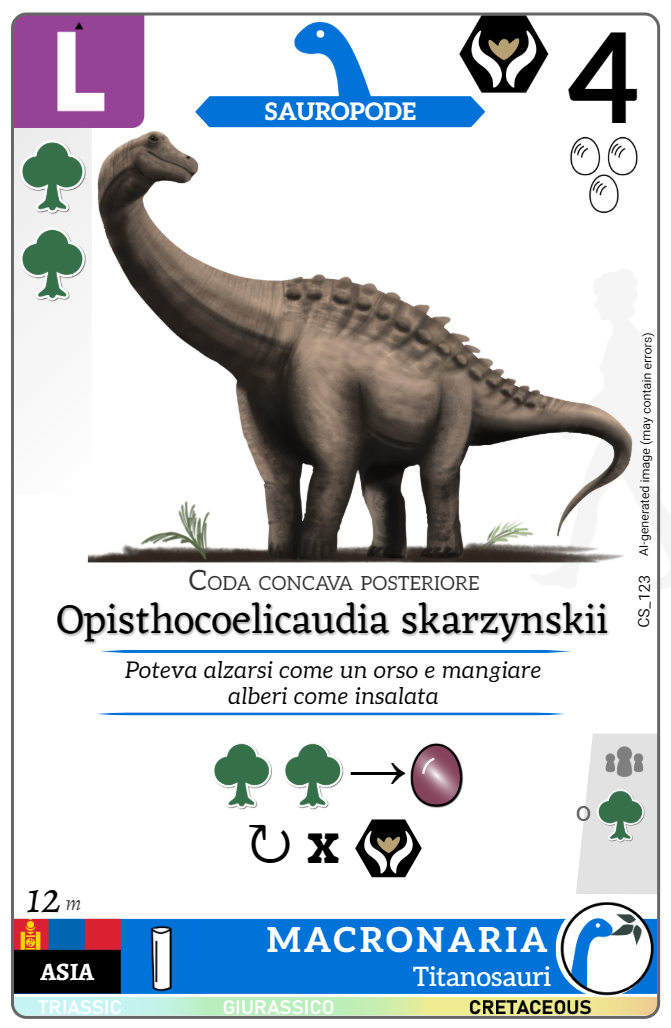 L
SAUROPODE
4
AI-generated image (may contain errors)
CS_123
CODA CONCAVA POSTERIORE
Opisthocoelicaudia skarzynskii
Poteva alzarsi come un orso e mangiare
alberi come insalata
O
x
12 m
ASIA
MACRONARIA
Titanosauri
TRIASSIC
GIURASSICO
CRETACEOUS